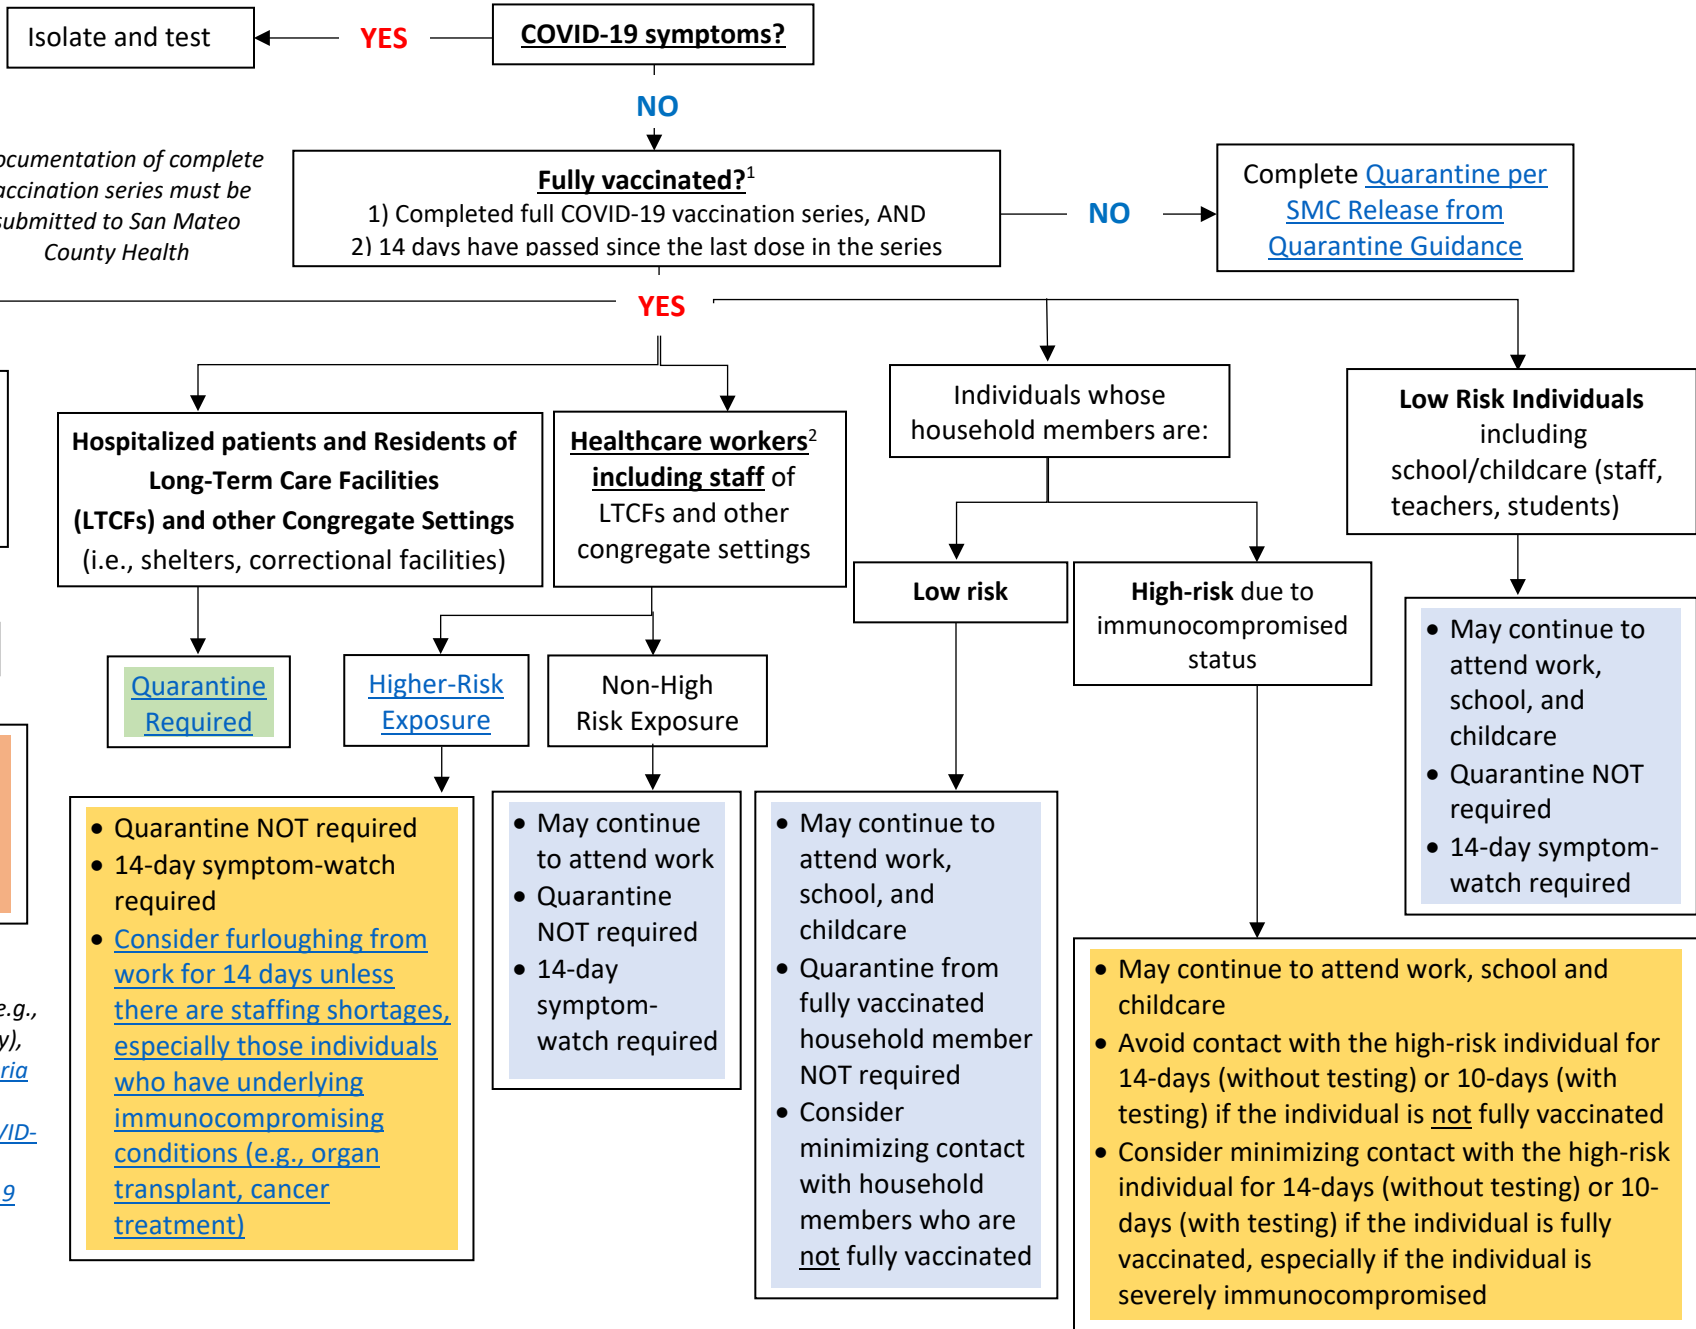 Isolate and test
YES
COVID-19 symptoms?
NO
ocumentation of complete
accination series must be
submitted to San Mateo
County Health
Fully vaccinated?1
1) Completed full COVID-19 vaccination series, AND
2) 14 days have passed since the last dose in the series
NO
Complete Quarantine per
SMC Release from
Quarantine Guidance
YES
Hospitalized patients and Residents of
Long-Term Care Facilities
(LTCFs) and other Congregate Settings
(i.e., shelters, correctional facilities)
Healthcare workers2
including staff of
LTCFs and other
congregate settings
Individuals whose
household members are:
Low Risk Individuals
including
school/childcare (staff,
teachers, students)
Low risk
High-risk due to
immunocompromised
status
Quarantine
Required
Higher-Risk
Exposure
Non-High
Risk Exposure
• May continue to
attend work,
school, and
childcare
• Quarantine NOT
required
• 14-day symptom-
watch required
• Quarantine NOT required
• 14-day symptom-watch
required
• Consider furloughing from
work for 14 days unless
there are staffing shortages,
especially those individuals
who have underlying
immunocompromising
conditions (e.g., organ
transplant, cancer
treatment)
• May continue
to attend work
• Quarantine
NOT required
• 14-day
symptom-
watch required
• May continue to
attend work,
school, and
childcare
• Quarantine from
fully vaccinated
household member
NOT required
• Consider
minimizing contact
with household
members who are
not fully vaccinated
• May continue to attend work, school and
childcare
• Avoid contact with the high-risk individual for
14-days (without testing) or 10-days (with
testing) if the individual is not fully vaccinated
• Consider minimizing contact with the high-risk
individual for 14-days (without testing) or 10-
days (with testing) if the individual is fully
vaccinated, especially if the individual is
severely immunocompromised
e.g.,
y),
ria
VID-
9